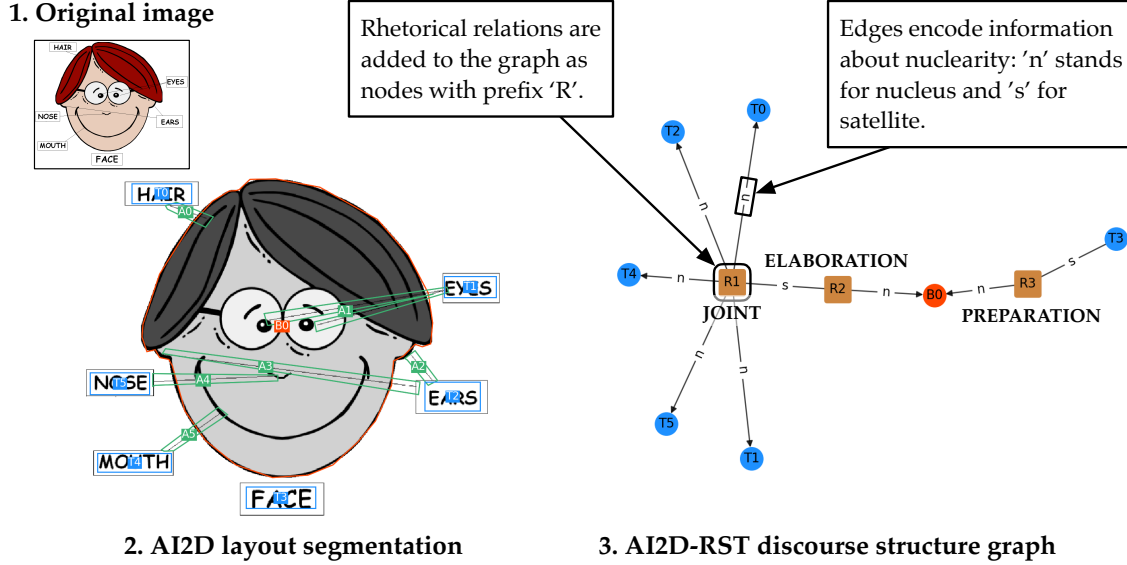 1. Original image
HAIR
EYES
NOSE
EARS
MOUTH
FACE
Rhetorical relations are
added to the graph as
nodes with prefix ‘R’.
Edges encode information
about nuclearity: ’n’ stands
for nucleus and ’s’ for
satellite.
HAIR
T0
A0
EYES
T1
A1
B0
A3
A2
NOSE
T5
A4
EARS
T2
A5
MOUTH
T4
FACE
T3
T0
T2
n
n
T3
T4
n
R1
s
ELABORATION
R2
n
B0
n
R3
s
JOINT
PREPARATION
n
n
T5
T1
2. AI2D layout segmentation
3. AI2D-RST discourse structure graph